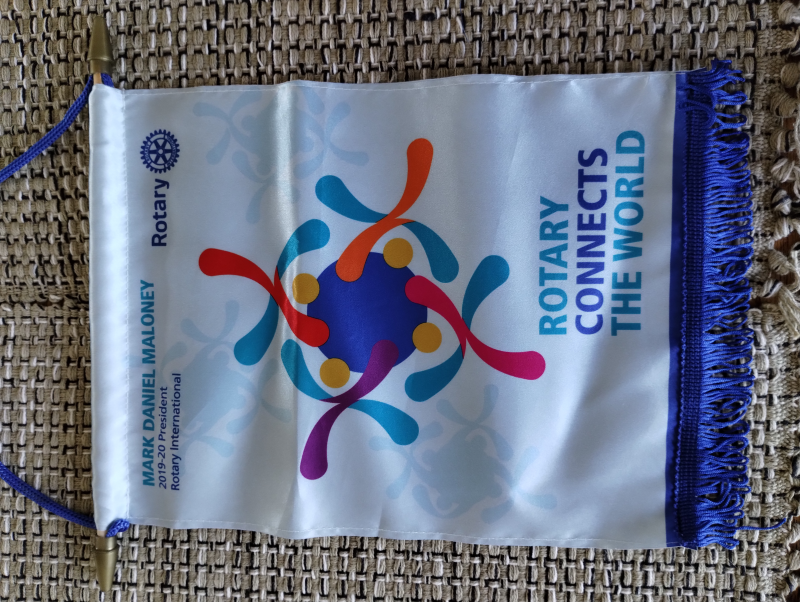 MARK DANIEL MALONEY
2019-20 President
Rotary International
Rotary
ROTARY
CONNECTS
THE WORLD